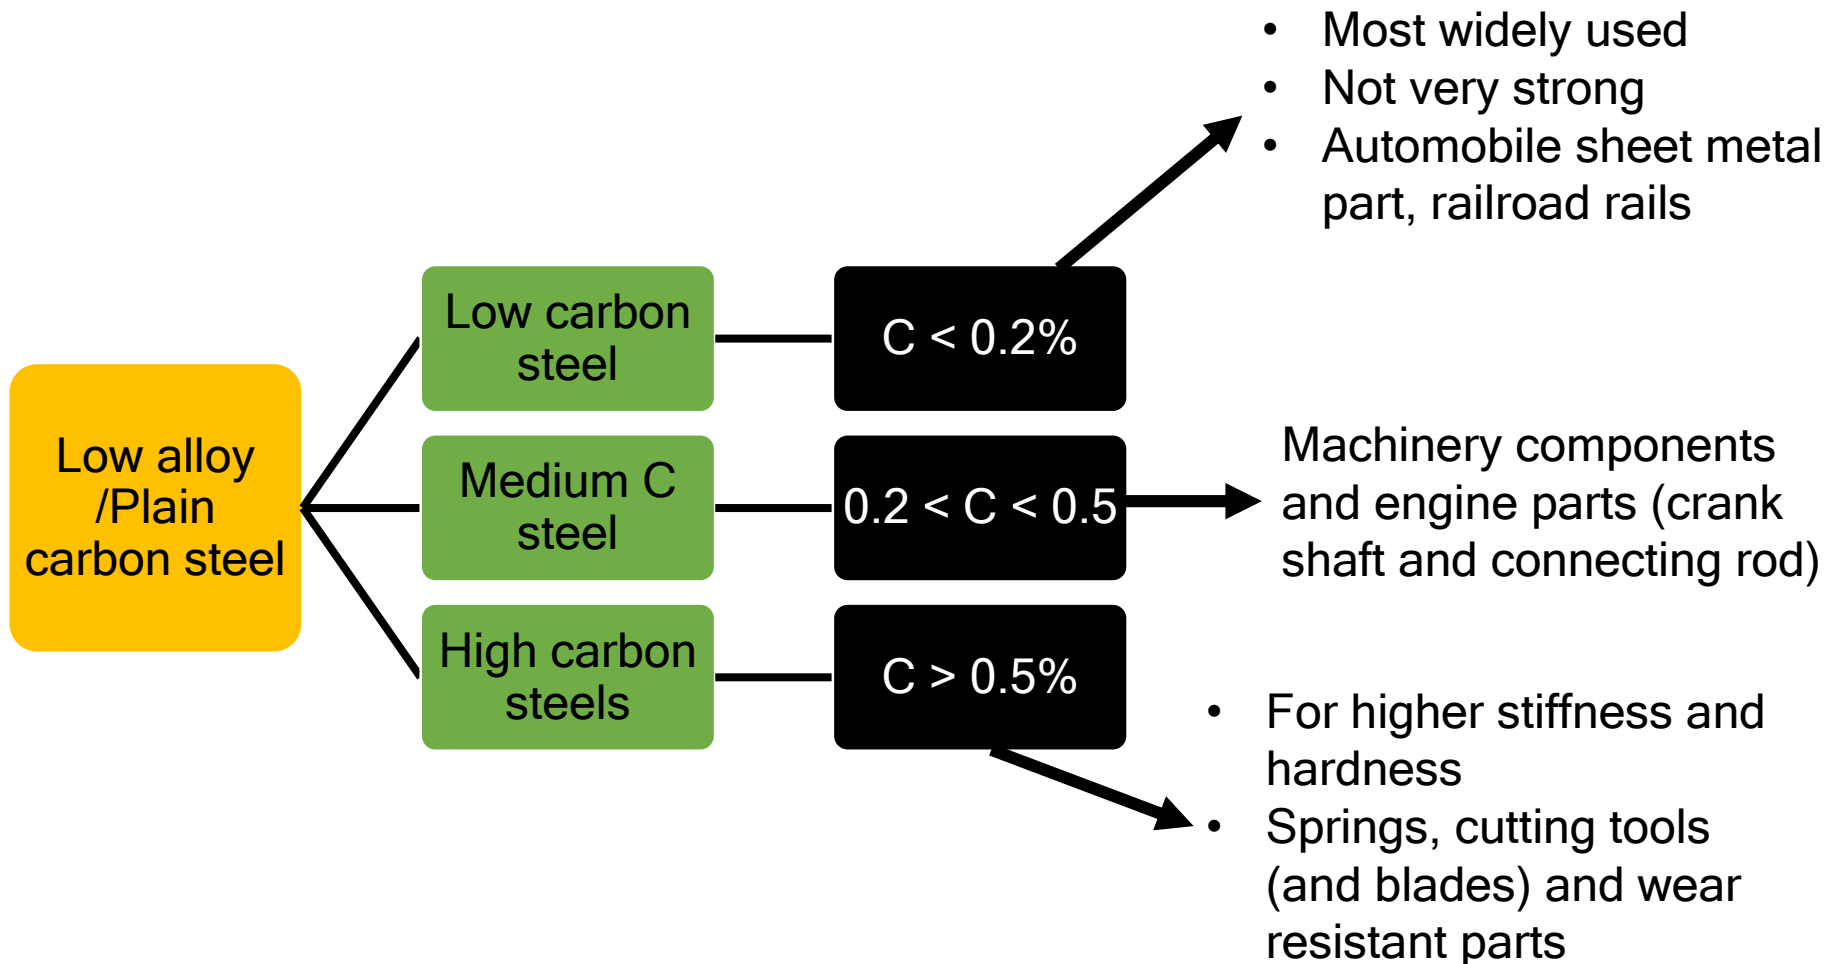 • Most widely used
• Not very strong
• Automobile sheet metal
part, railroad rails
Low alloy
/Plain
carbon steel
Low carbon
steel
C < 0.2%
Medium C
steel
0.2 < C < 0.5
Machinery components
and engine parts (crank
shaft and connecting rod)
High carbon
steels
C > 0.5%
• For higher stiffness and
hardness
• Springs, cutting tools
(and blades) and wear
resistant parts